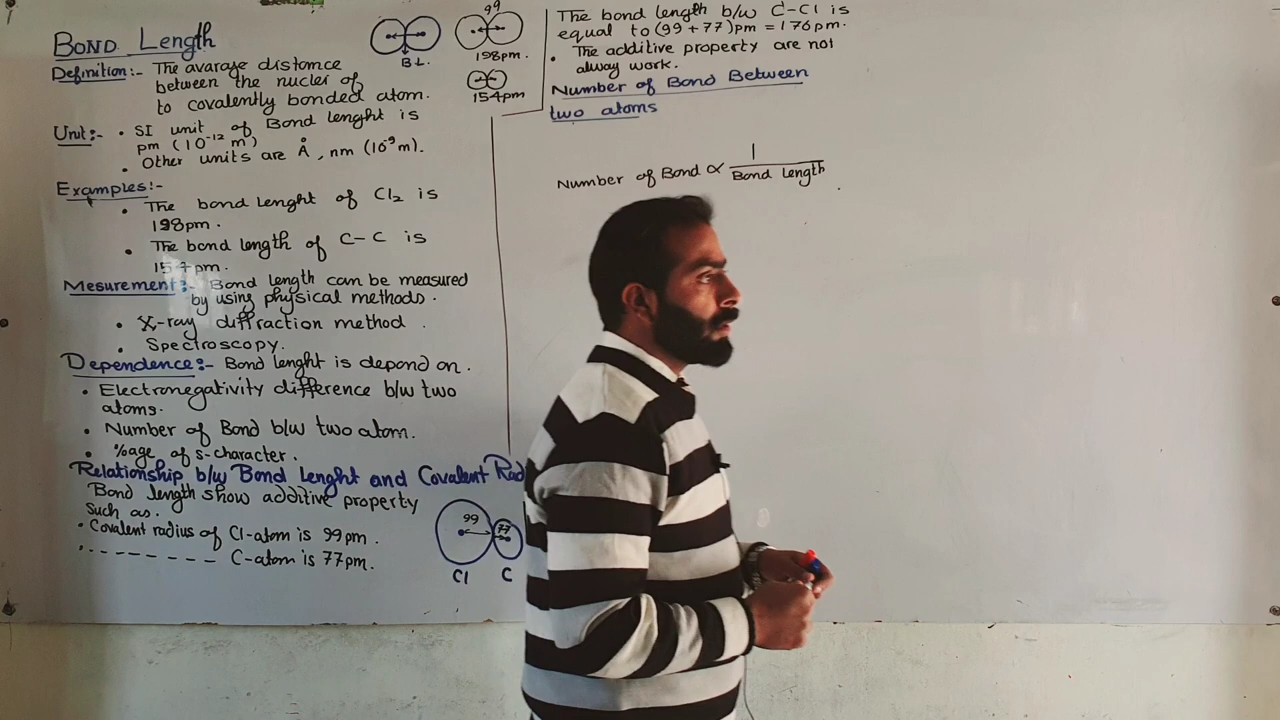 BOND Length
Definition:- The avarage distance
between the nuclei of
to covalently bonded atom.
B.L.
99
198pm.
154pm
Unit:- • SI unit of Bond lenght is
pm (10⁻¹² m)
• Other units are Å, nm (10⁻⁹m).
Examples:-
• The bond lenght of Cl₂ is
198pm.
• The bond length of C-C is
154pm.
Mesurement:- Bond length can be measured
by using physical methods.
• X-ray diffraction method.
• Spectroscopy.
Dependence:- Bond lenght is depond on.
• Electronegativity difference b/w two
atoms.
• Number of Bond b/w two atom.
• %age of s-character.
Relationship b/w Bond Lenght and Covalent Rad
Bond length show additive property
such as.
• Covalent radius of Cl-atom is 99pm.
• - - - - - - - - C-atom is 77pm.
99
77
Cl
C
The bond length b/w C-Cl is
equal to (99+77)pm = 176pm.
• The additive property are not
alway work.
Number of Bond Between
two atoms
Number of Bond ∝ 1/Bond Length.